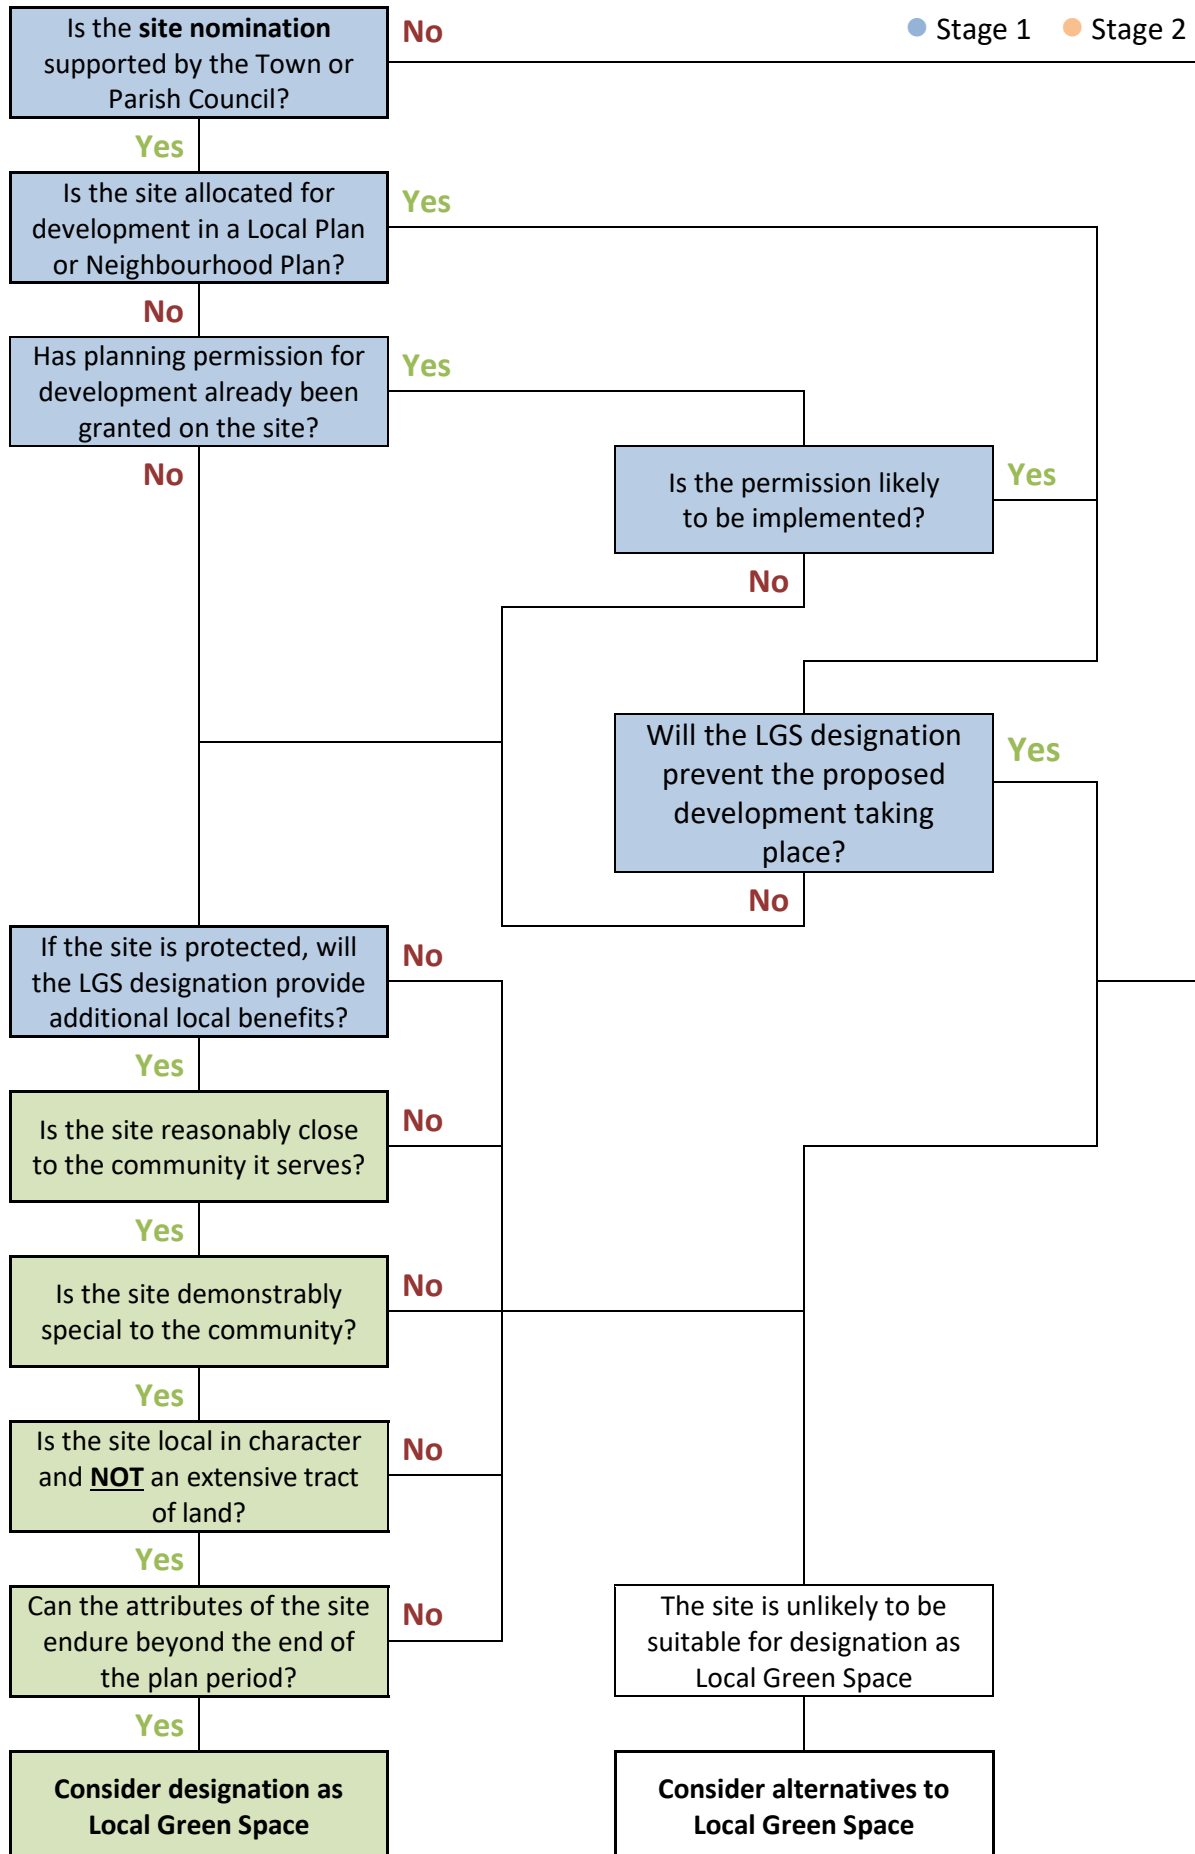 Is the site nomination
supported by the Town or
Parish Council?
No
Stage 1
Stage 2
Yes
Is the site allocated for
development in a Local Plan
or Neighbourhood Plan?
Yes
No
Has planning permission for
development already been
granted on the site?
Yes
No
Is the permission likely
to be implemented?
Yes
No
Will the LGS designation
prevent the proposed
development taking
place?
Yes
No
If the site is protected, will
the LGS designation provide
additional local benefits?
No
Yes
Is the site reasonably close
to the community it serves?
No
Yes
Is the site demonstrably
special to the community?
No
Yes
Is the site local in character
and NOT an extensive tract
of land?
No
Yes
Can the attributes of the site
endure beyond the end of
the plan period?
No
The site is unlikely to be
suitable for designation as
Local Green Space
Yes
Consider designation as
Local Green Space
Consider alternatives to
Local Green Space